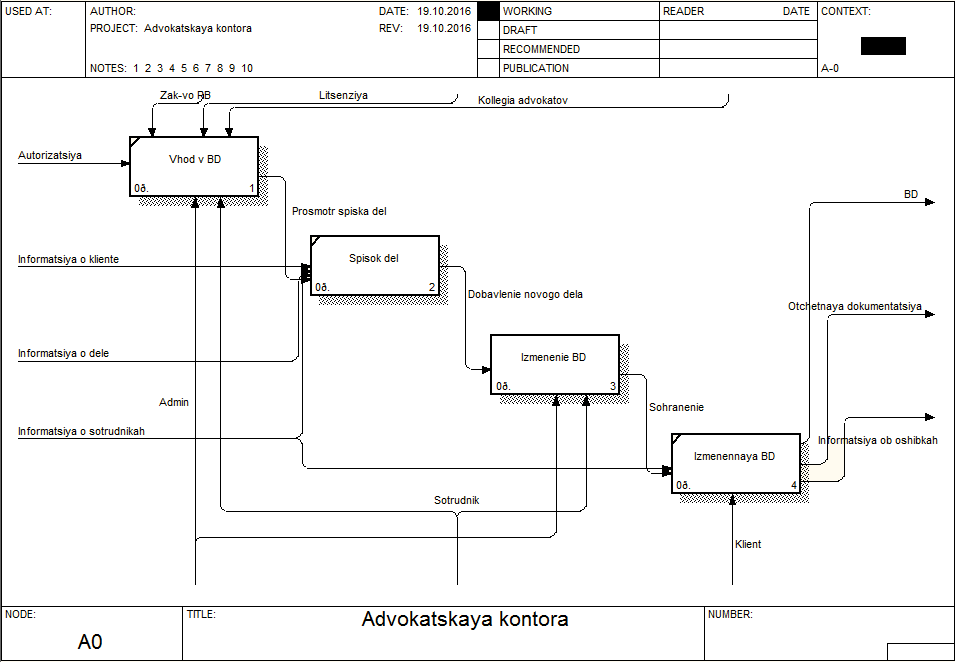 USED AT:
AUTHOR:
DATE: 19.10.2016
WORKING
READER
DATE
CONTEXT:
PROJECT: Advokatskaya kontora
REV: 19.10.2016
DRAFT
RECOMMENDED
NOTES: 1 2 3 4 5 6 7 8 9 10
PUBLICATION
A-0
Zak-vo RB
Litsenziya
Kollegia advokatov
Autorizatsiya
Vhod v BD
0ð.
1
BD
Prosmotr spiska del
Informatsiya o kliente
Spisok del
0ð.
2
Dobavlenie novogo dela
Otchetnaya dokumentatsiya
Informatsiya o dele
Izmenenie BD
0ð.
3
Admin
Sohranenie
Informatsiya o sotrudnikah
Informatsiya ob oshibkah
Izmenennaya BD
0ð.
4
Sotrudnik
Klient
NODE:
TITLE:
Advokatskaya kontora
NUMBER:
A0